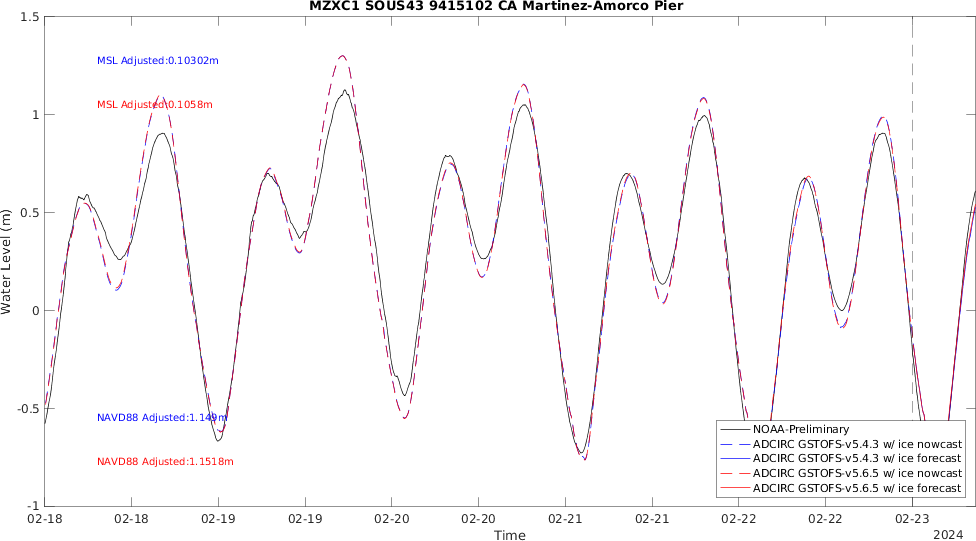 MZXC1 SOUS43 9415102 CA Martinez-Amorco Pier
1.5
1
0.5
0
-0.5
-1
Water Level (m)
MSL Adjusted:0.10302m
MSL Adjusted:0.1058m
NAVD88 Adjusted:1.149m
NAVD88 Adjusted:1.1518m
NOAA-Preliminary
ADCIRC GSTOFS-v5.4.3 w/ ice nowcast
ADCIRC GSTOFS-v5.4.3 w/ ice forecast
ADCIRC GSTOFS-v5.6.5 w/ ice nowcast
ADCIRC GSTOFS-v5.6.5 w/ ice forecast
02-18 02-18 02-19 02-19 02-20 02-20 02-21 02-21 02-22 02-22 02-23
Time
2024